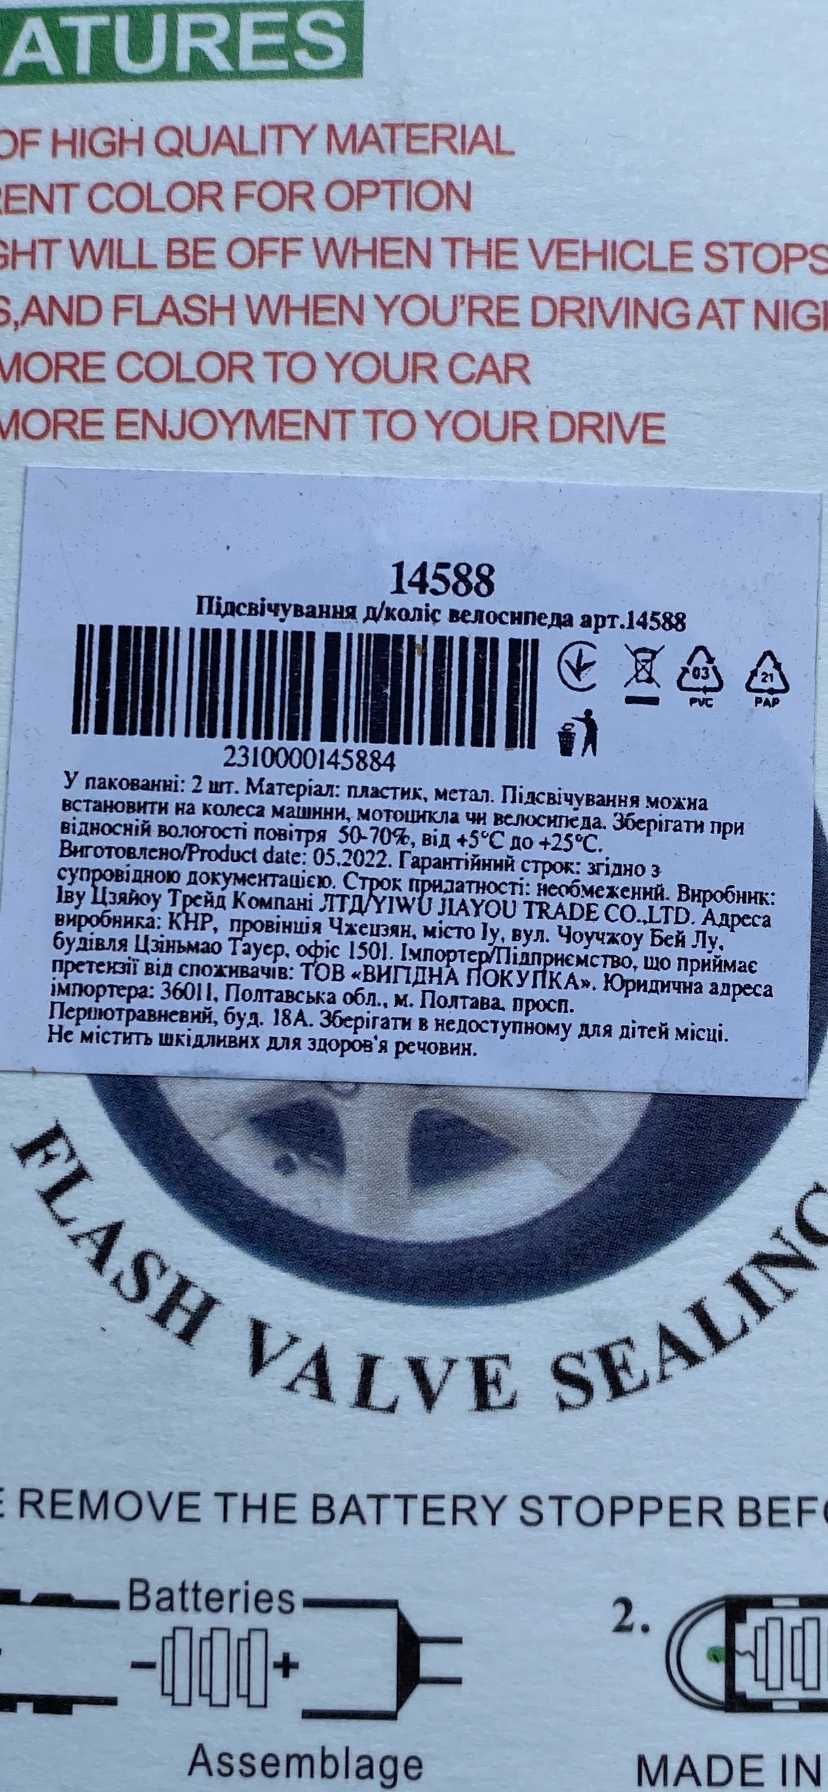 ATURES
OF HIGH QUALITY MATERIAL
RENT COLOR FOR OPTION
GHT WILL BE OFF WHEN THE VEHICLE STOPS
S,AND FLASH WHEN YOU'RE DRIVING AT NIGH
MORE COLOR TO YOUR CAR
MORE ENJOYMENT TO YOUR DRIVE
14588
Підсвічування д/коліс велосипеда арт.14588
03
PVC
21
PAP
2310000145884
У пакованні: 2 шт. Матеріал: пластик, метал. Підсвічування можна
встановити на колеса машини, мотоцикла чи велосипеда. Зберігати при
відносній вологості повітря 50-70%, від +5°C до +25°C.
Виготовлено/Product date: 05.2022. Гарантійний строк: згідно з
супровідною документацією. Строк придатності: необмежений. Виробник:
Іву Цзяйоу Трейд Компані ЛТД/YIWU JIAYOU TRADE CO.,LTD. Адреса
виробника: КНР, провінція Чжецзян, місто Іу, вул. Чоучжоу Бей Лу,
будівля Цзіньмао Тауер, офіс 1501. Імпортер/Підприємство, що приймає
претензії від споживачів: ТОВ «ВИГІДНА ПОКУПКА». Юридична адреса
імпортера: 36011, Полтавська обл., м. Полтава, просп.
Першотравневий, буд. 18А. Зберігати в недоступному для дітей місці.
Не містить шкідливих для здоров'я речовин.
FLASH VALVE SEALING
E REMOVE THE BATTERY STOPPER BEFO
Batteries
- +
2.
Assemblage
MADE IN